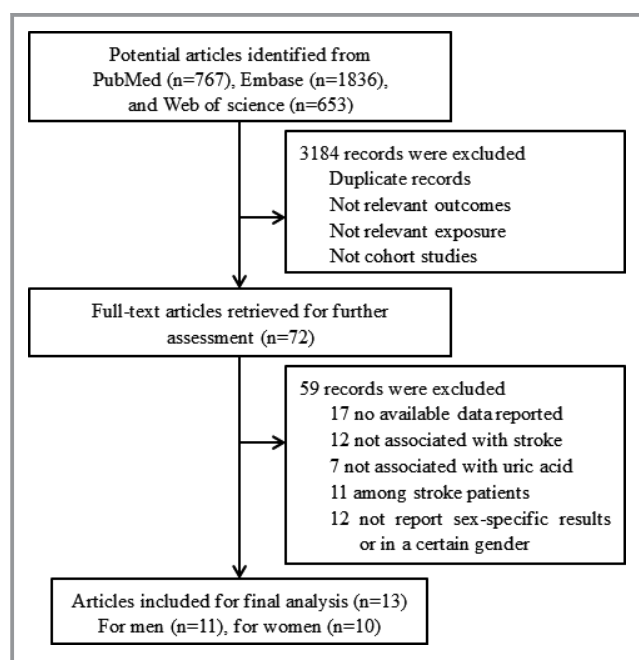 Potential articles identified from
PubMed (n=767), Embase (n=1836),
and Web of science (n=653)
3184 records were excluded
Duplicate records
Not relevant outcomes
Not relevant exposure
Not cohort studies
Full-text articles retrieved for further
assessment (n=72)
59 records were excluded
17 no available data reported
12 not associated with stroke
7 not associated with uric acid
11 among stroke patients
12 not report sex-specific results
or in a certain gender
Articles included for final analysis (n=13)
For men (n=11), for women (n=10)